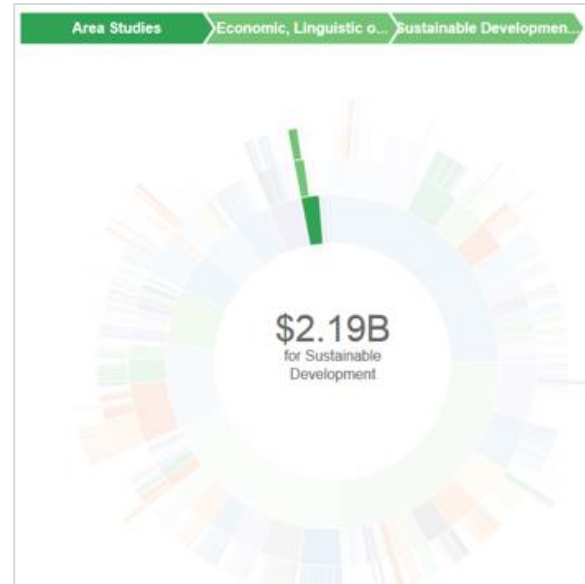 Area Studies
Economic, Linguistic o...
Sustainable Developmen...
$2.19B
for Sustainable
Development